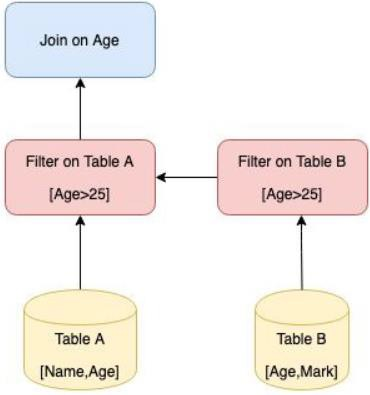 Join on Age
Filter on Table A
[Age>25]
Filter on Table B
[Age>25]
Table A
[Name,Age]
Table B
[Age,Mark]